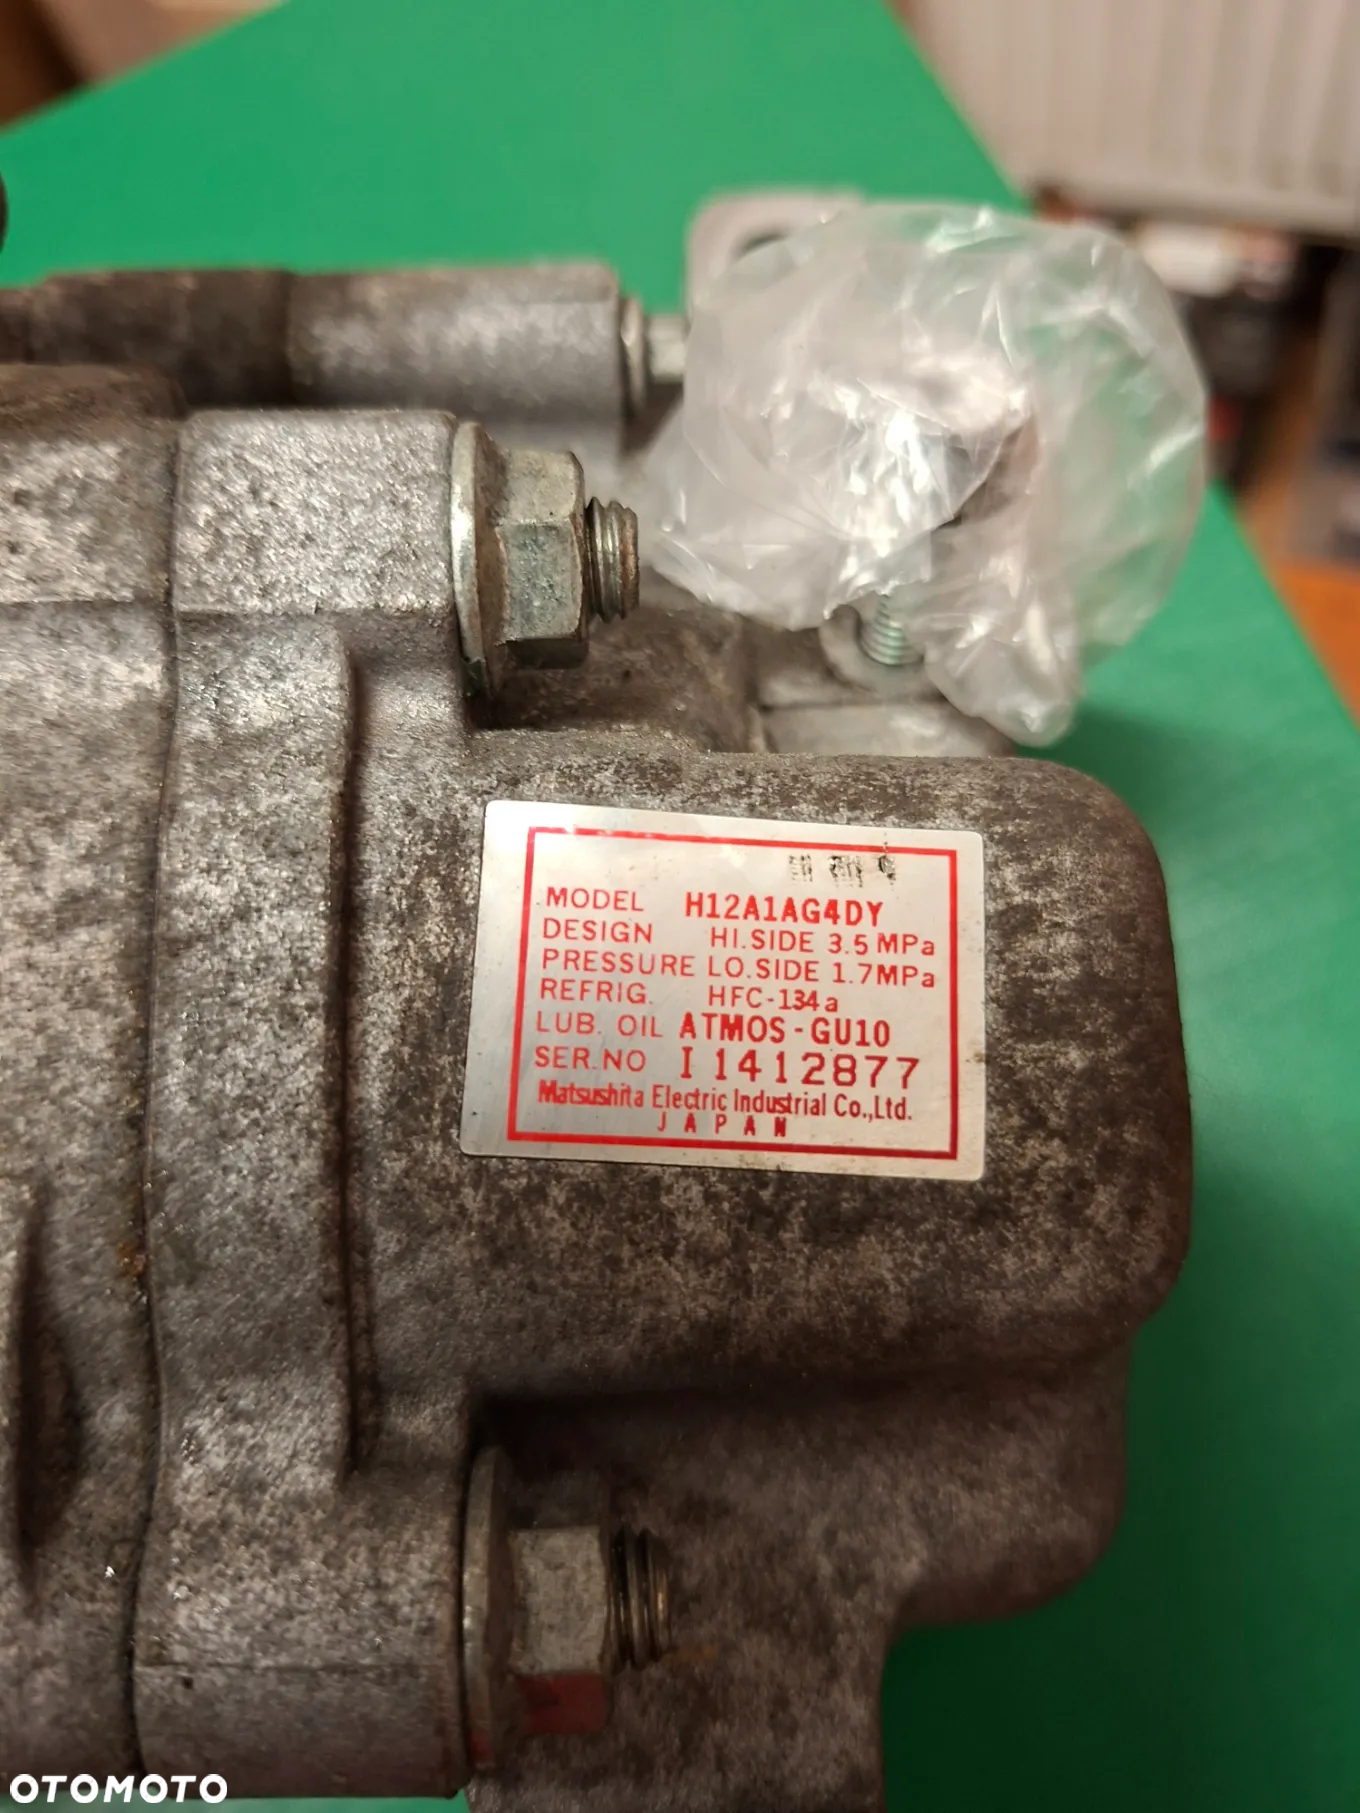 MODEL H12A1AG4DY
DESIGN HI.SIDE 3.5 MPa
PRESSURE LO.SIDE 1.7MPa
REFRIG. HFC-134a
LUB. OIL ATMOS-GU10
SER.NO I1412877
Matsushita Electric Industrial Co.,Ltd.
JAPAN
OTOMOTO